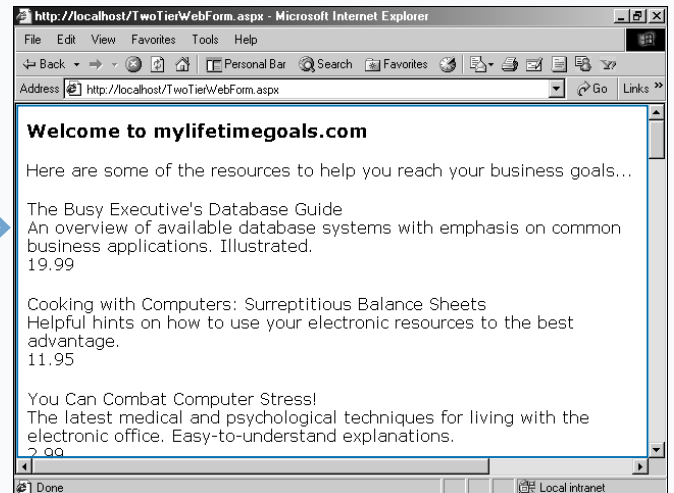 http://localhost/TwoTierWebForm.aspx - Microsoft Internet Explorer
File Edit View Favorites Tools Help
Back Personal Bar Search Favorites
Address http://localhost/TwoTierWebForm.aspx Go Links »
Welcome to mylifetimegoals.com
Here are some of the resources to help you reach your business goals...
The Busy Executive's Database Guide
An overview of available database systems with emphasis on common
business applications. Illustrated.
19.99
Cooking with Computers: Surreptitious Balance Sheets
Helpful hints on how to use your electronic resources to the best
advantage.
11.95
You Can Combat Computer Stress!
The latest medical and psychological techniques for living with the
electronic office. Easy-to-understand explanations.
2.99
Done Local intranet